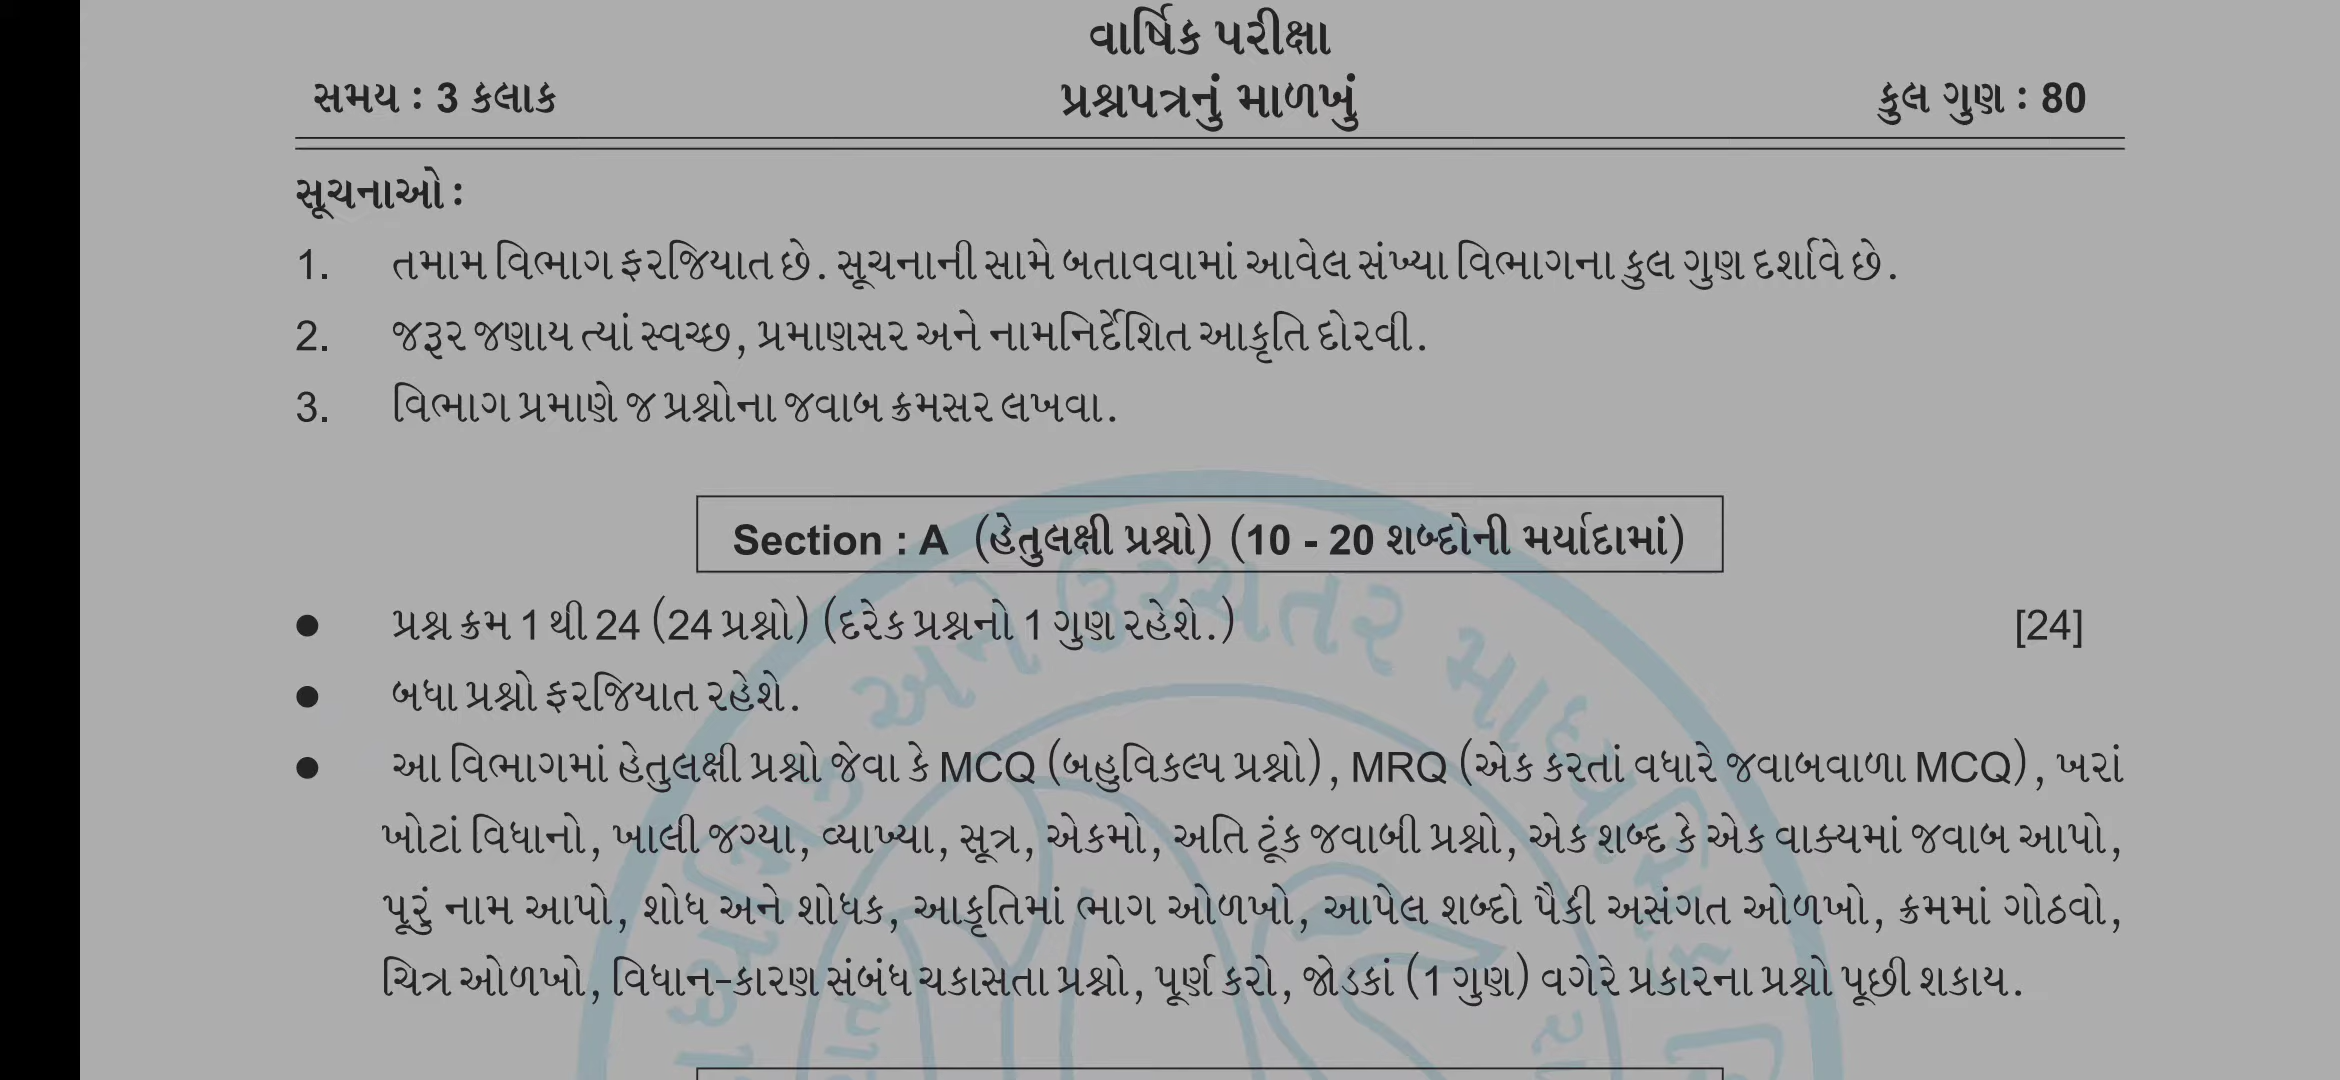 વાર્ષિક પરીક્ષા
સમય : 3 કલાક પ્રશ્નપત્રનું માળખું કુલ ગુણ : 80
સૂચનાઓ :
1. તમામ વિભાગ ફરજિયાત છે. સૂચનાની સામે બતાવવામાં આવેલ સંખ્યા વિભાગના કુલ ગુણ દર્શાવે છે.
2. જરૂર જણાય ત્યાં સ્વચ્છ, પ્રમાણસર અને નામનિર્દેશિત આકૃતિ દોરવી.
3. વિભાગ પ્રમાણે જ પ્રશ્નોના જવાબ ક્રમસર લખવા.
Section : A (હેતુલક્ષી પ્રશ્નો) (10 - 20 શબ્દોની મર્યાદામાં)
● પ્રશ્ન ક્રમ 1 થી 24 (24 પ્રશ્નો) (દરેક પ્રશ્નનો 1 ગુણ રહેશે.) [24]
● બધા પ્રશ્નો ફરજિયાત રહેશે.
● આ વિભાગમાં હેતુલક્ષી પ્રશ્નો જેવા કે MCQ (બહુવિકલ્પ પ્રશ્નો), MRQ (એક કરતાં વધારે જવાબવાળા MCQ), ખરાં
ખોટાં વિધાનો, ખાલી જગ્યા, વ્યાખ્યા, સૂત્ર, એકમો, અતિ ટૂંક જવાબી પ્રશ્નો, એક શબ્દ કે એક વાક્યમાં જવાબ આપો,
પૂરું નામ આપો, શોધ અને શોધક, આકૃતિમાં ભાગ ઓળખો, આપેલ શબ્દો પૈકી અસંગત ઓળખો, ક્રમમાં ગોઠવો,
ચિત્ર ઓળખો, વિધાન-કારણ સંબંધ ચકાસતા પ્રશ્નો, પૂર્ણ કરો, જોડકાં (1 ગુણ) વગેરે પ્રકારના પ્રશ્નો પૂછી શકાય.
અને ઉચ્ચતર માધ્યમિક